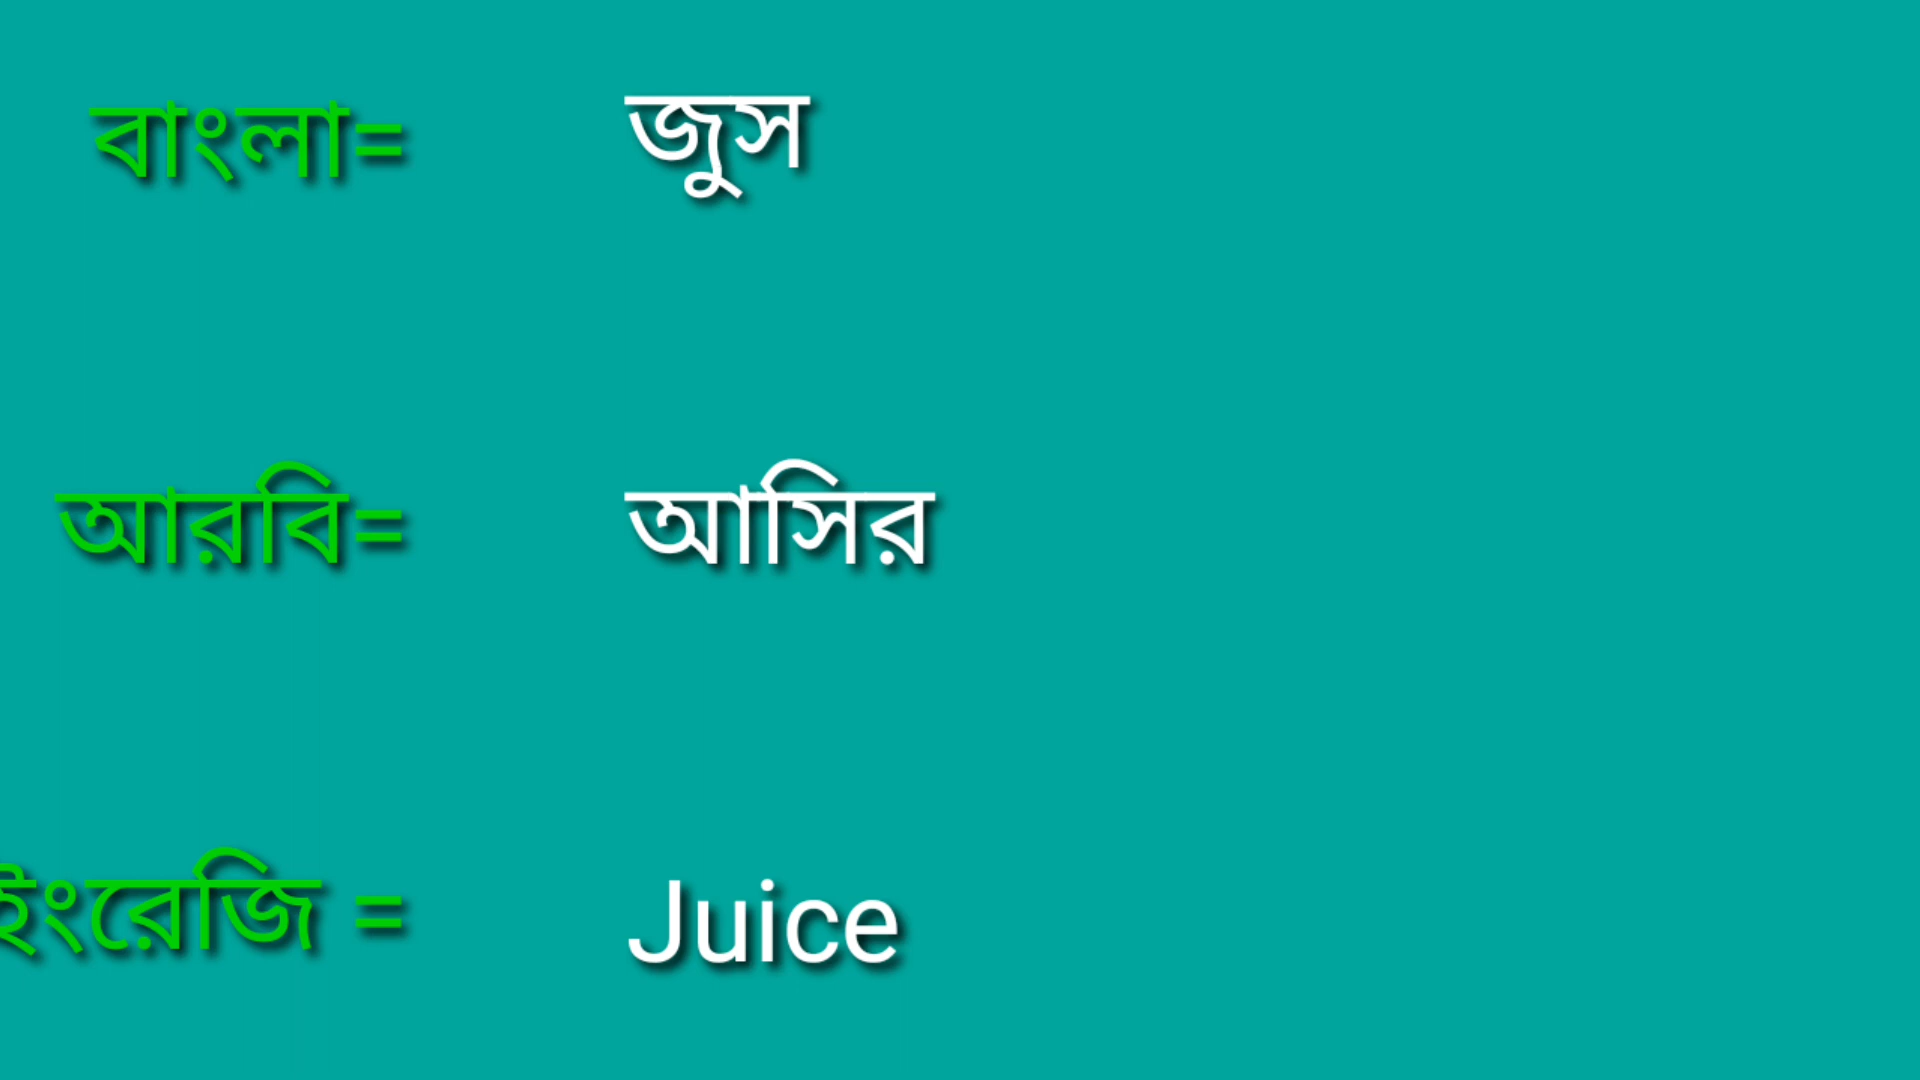 বাংলা= জুস
আরবি= আসির
ইংরেজি = Juice